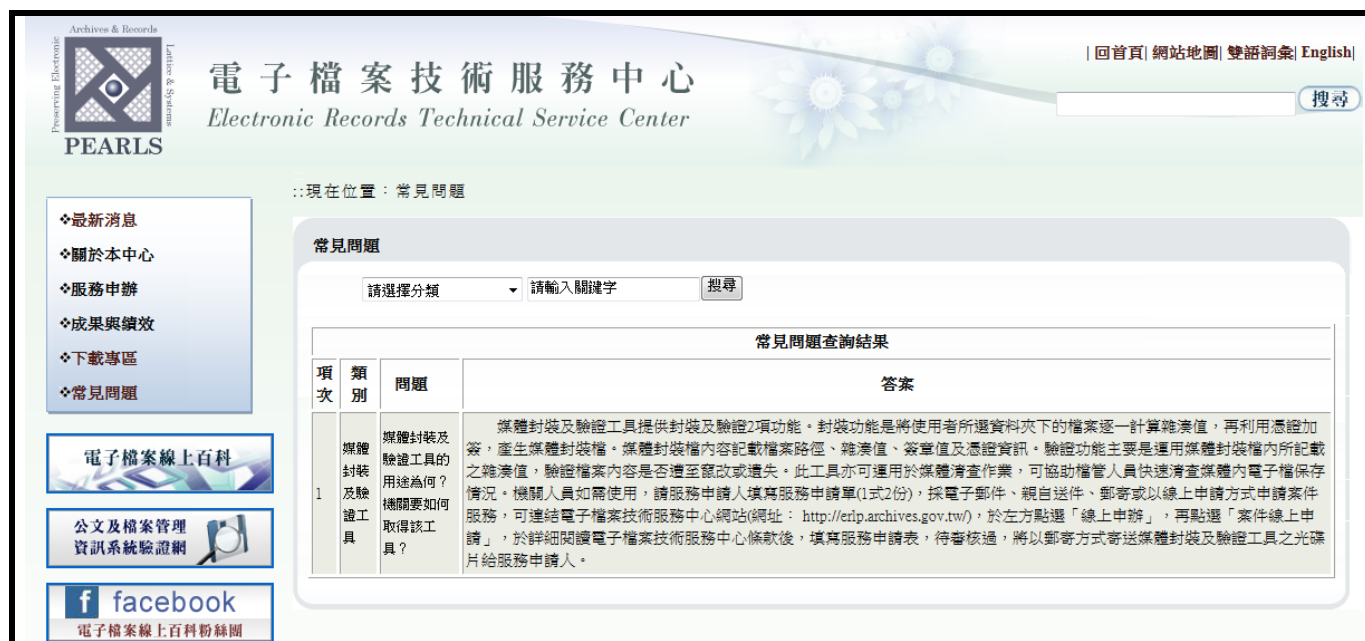 Archives & Records
Preserving Electronic
Lattice & Systems
PEARLS
電子檔案技術服務中心
Electronic Records Technical Service Center
| 回首頁| 網站地圖| 雙語詞彙| English|
搜尋
::現在位置：常見問題
❖最新消息
❖關於本中心
❖服務申辦
❖成果與績效
❖下載專區
❖常見問題
電子檔案線上百科
公文及檔案管理
資訊系統驗證網
f facebook
電子檔案線上百科粉絲團
常見問題
請選擇分類
請輸入關鍵字
搜尋
常見問題查詢結果
項次
類別
問題
答案
1
媒體
封裝
及驗
證工
具
媒體封裝及
驗證工具的
用途為何？
機關要如何
取得該工
具？
媒體封裝及驗證工具提供封裝及驗證2項功能。封裝功能是將使用者所選資料夾下的檔案逐一計算雜湊值，再利用憑證加
簽，產生媒體封裝檔。媒體封裝檔內容記載檔案路徑、雜湊值、簽章值及憑證資訊。驗證功能主要是運用媒體封裝檔內所記載
之雜湊值，驗證檔案內容是否遭至竄改或遺失。此工具亦可運用於媒體清查作業，可協助檔管人員快速清查媒體內電子檔保存
情況。機關人員如需使用，請服務申請人填寫服務申請單(1式2份)，採電子郵件、親自送件、郵寄或以線上申請方式申請案件
服務，可連結電子檔案技術服務中心網站(網址： http://erlp.archives.gov.tw/)，於左方點選「線上申辦」，再點選「案件線上申
請」，於詳細閱讀電子檔案技術服務中心條款後，填寫服務申請表，待審核過，將以郵寄方式寄送媒體封裝及驗證工具之光碟
片給服務申請人。